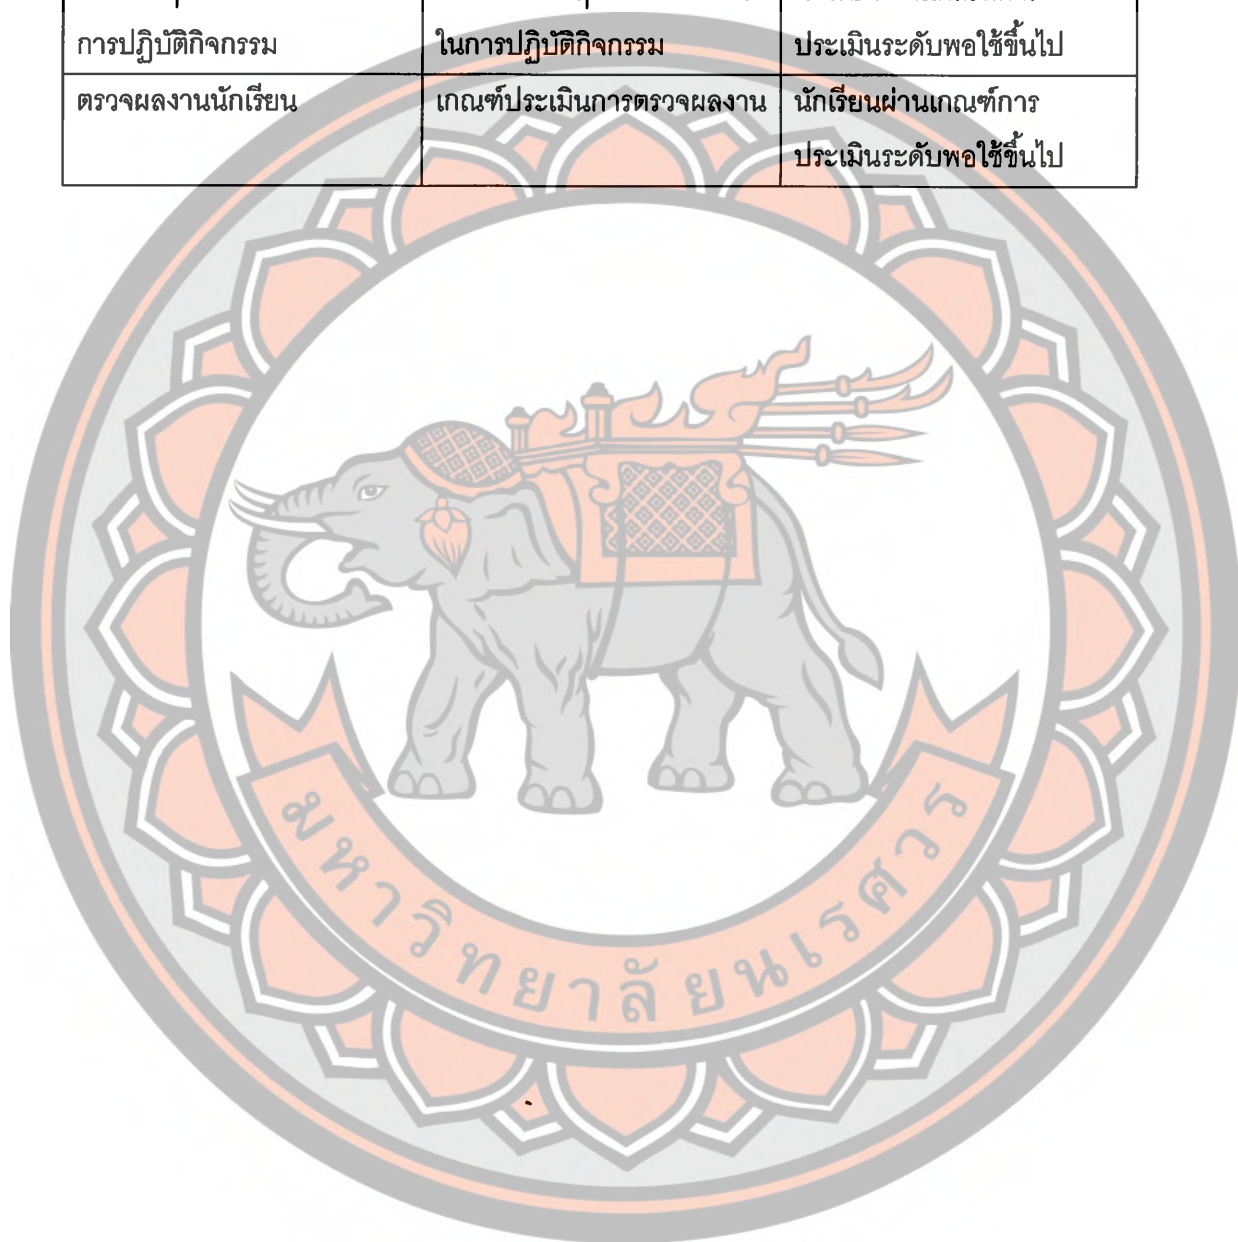 การปฏิบัติกิจกรรม ในการปฏิบัติกิจกรรม ประเมินระดับพอใช้ขึ้นไป
ตรวจผลงานนักเรียน เกณฑ์ประเมินการตรวจผลงาน นักเรียนผ่านเกณฑ์การ
ประเมินระดับพอใช้ขึ้นไป
มหาวิทยาลัยนเรศวร